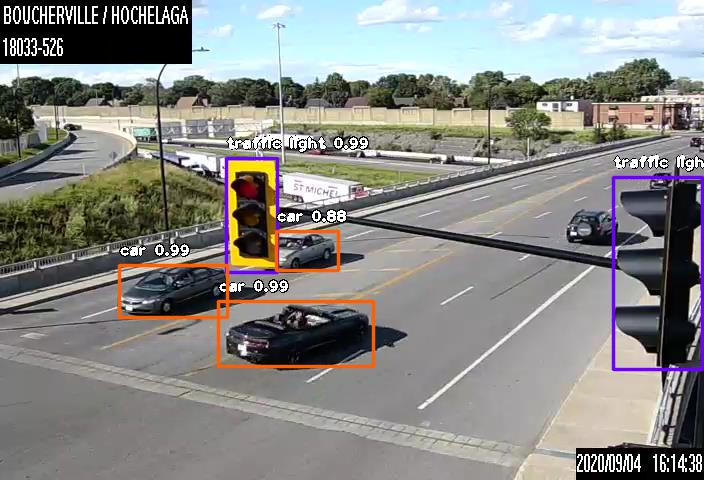 BOUCHERVILLE / HOCHELAGA
18033-526
traffic light 0.99
traffic ligh
car 0.88
ST MICHEL
car 0.99
car 0.99
2020/09/04 16:14:38